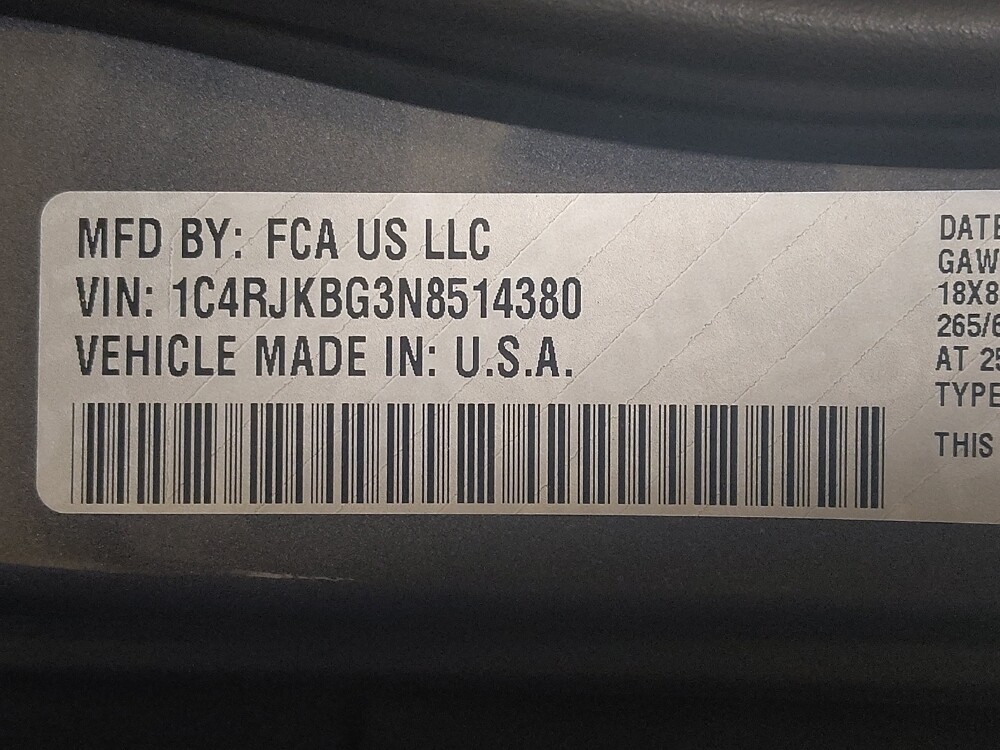 MFD BY: FCA US LLC
VIN: 1C4RJKBG3N8514380
VEHICLE MADE IN: U.S.A.
DATE
GAW
18X8
265/6
AT 25
TYPE
THIS